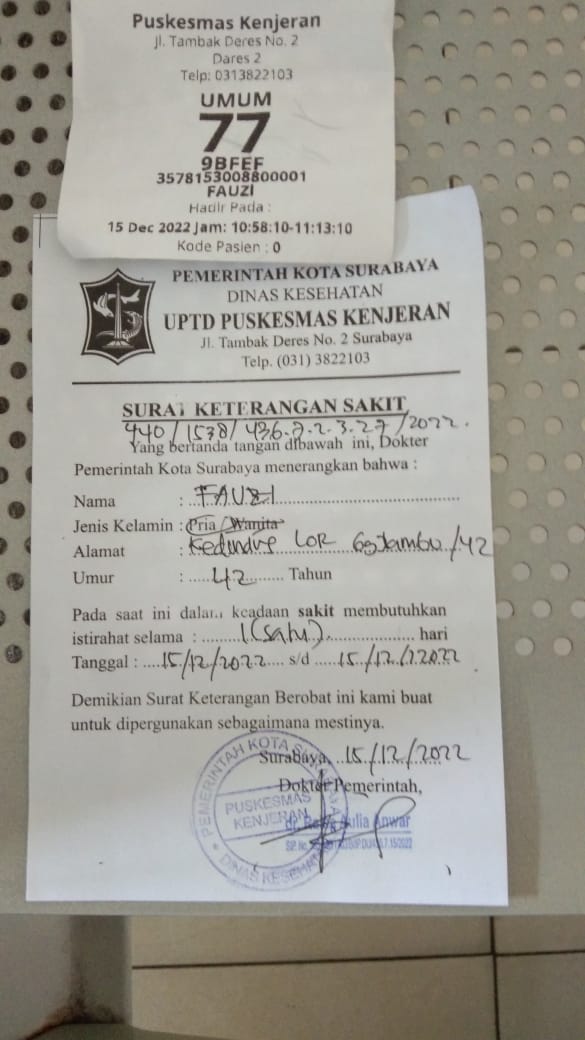 Puskesmas Kenjeran
Jl. Tambak Deres No. 2
Dares 2
Telp: 0313822103
UMUM
77
9BFEF
3578153008800001
FAUZI
Hadir Pada :
15 Dec 2022 Jam: 10:58:10-11:13:10
Kode Pasien : 0
PEMERINTAH KOTA SURABAYA
DINAS KESEHATAN
UPTD PUSKESMAS KENJERAN
Jl. Tambak Deres No. 2 Surabaya
Telp. (031) 3822103
SURAT KETERANGAN SAKIT
440/1538/436.7.2.3.27/2022.
Yang bertanda tangan dibawah ini, Dokter
Pemerintah Kota Surabaya menerangkan bahwa :
Nama : FAUZI
Jenis Kelamin : Pria / Wanita
Alamat : Lor /42
Umur : 42 Tahun
Pada saat ini dalam keadaan sakit membutuhkan
istirahat selama : 1 (satu) hari
Tanggal : 15/12/2022 s/d 15/12/2022
Demikian Surat Keterangan Berobat ini kami buat
untuk dipergunakan sebagaimana mestinya.
Surabaya, 15/12/2022
Dokter Pemerintah,
PEMERINTAH KOTA SURABAYA
PUSKESMAS
KENJERAN
DINAS KESEHATAN
dr. Aulia Anwar
SIP. No.